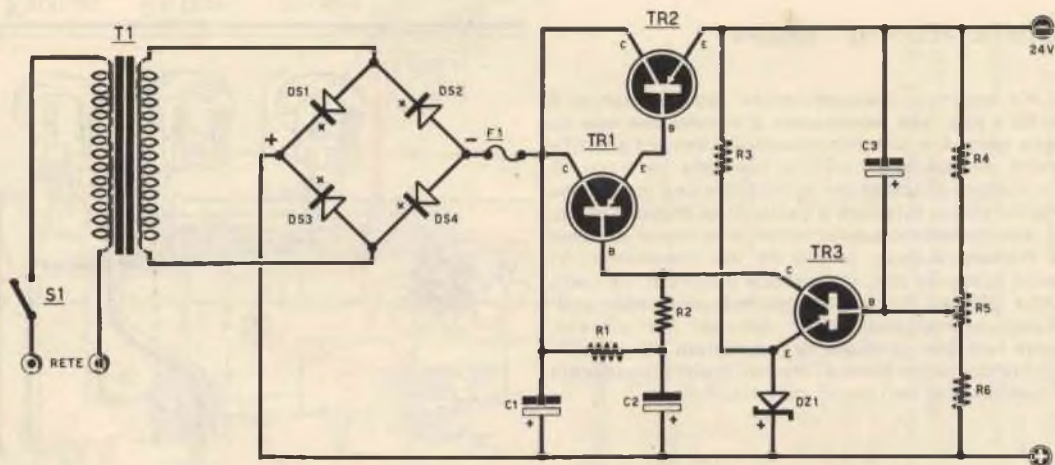 T1
TR2
24V
DS1
DS2
+
-
F1
C
E
B
TR1
C
E
B
R3
C3
+
R4
DS3
DS4
TR3
C
B
E
S1
RETE
R1
R2
R5
C1
+
C2
+
DZ1
+
R6
+